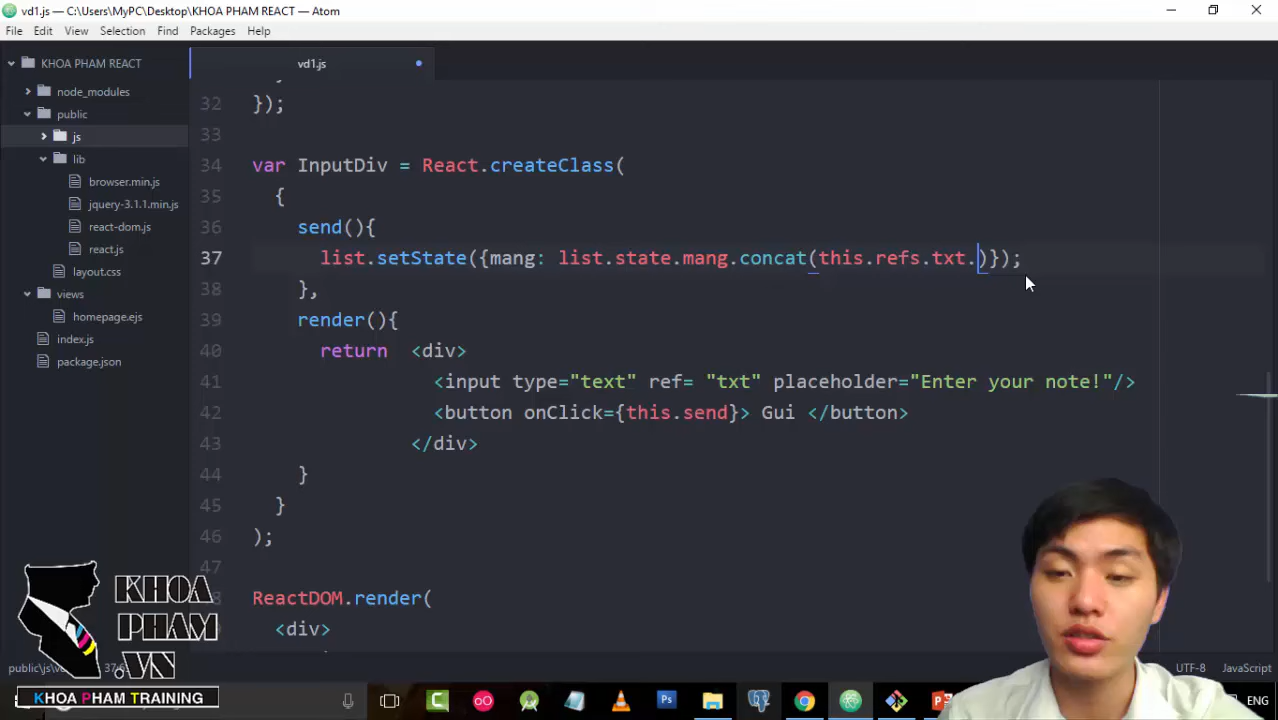 vd1.js — C:\Users\MyPC\Desktop\KHOA PHAM REACT — Atom
File Edit View Selection Find Packages Help
KHOA PHAM REACT
vd1.js
node_modules
public
js
lib
browser.min.js
jquery-3.1.1.min.js
react-dom.js
react.js
layout.css
views
homepage.ejs
index.js
package.json
32 });
33
34 var InputDiv = React.createClass(
35 {
36 send(){
37 list.setState({mang: list.state.mang.concat(this.refs.txt.)});
38 },
39 render(){
40 return <div>
41 <input type="text" ref= "txt" placeholder="Enter your note!"/>
42 <button onClick={this.send}> Gui </button>
43 </div>
44 }
45 }
46 );
47
ReactDOM.render(
<div>
KHOA
PHAM
.VN
KHOA PHAM TRAINING
UTF-8 JavaScript
ENG